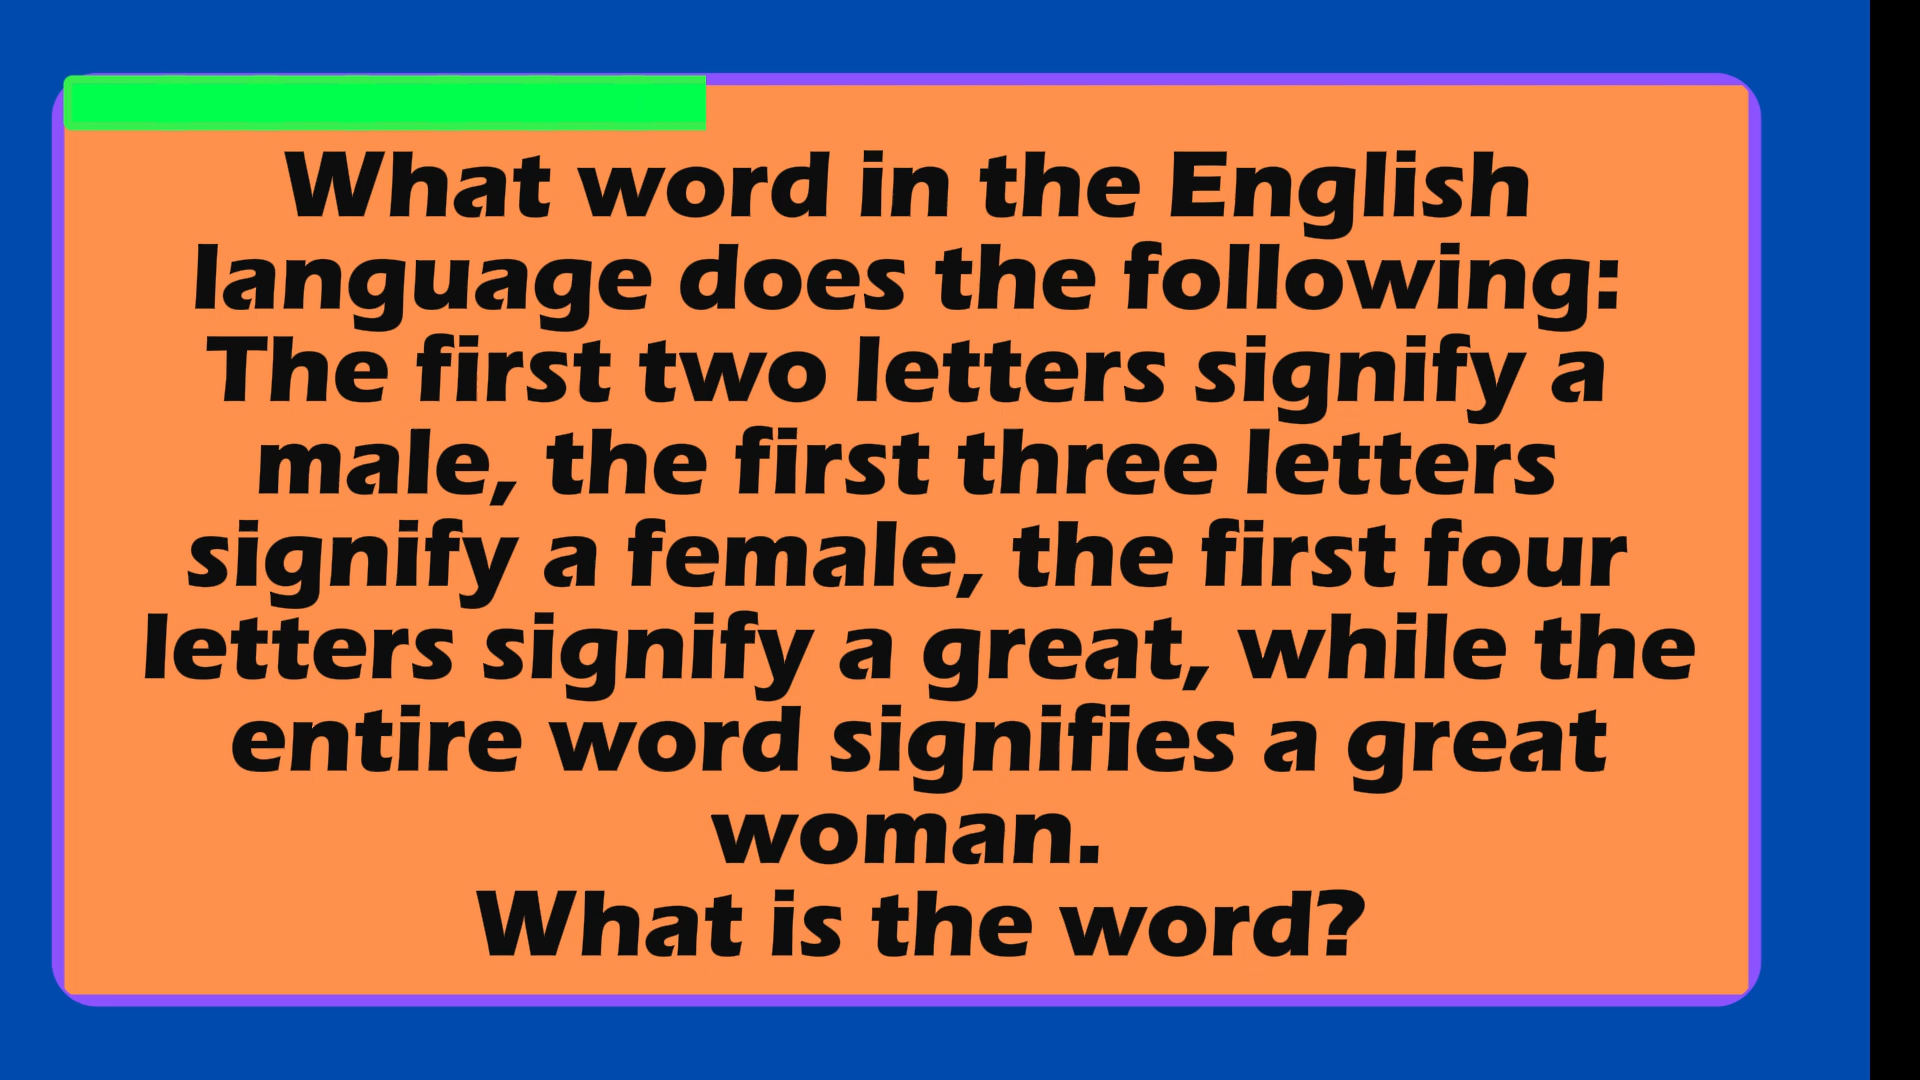 What word in the English
language does the following:
The first two letters signify a
male, the first three letters
signify a female, the first four
letters signify a great, while the
entire word signifies a great
woman.
What is the word?